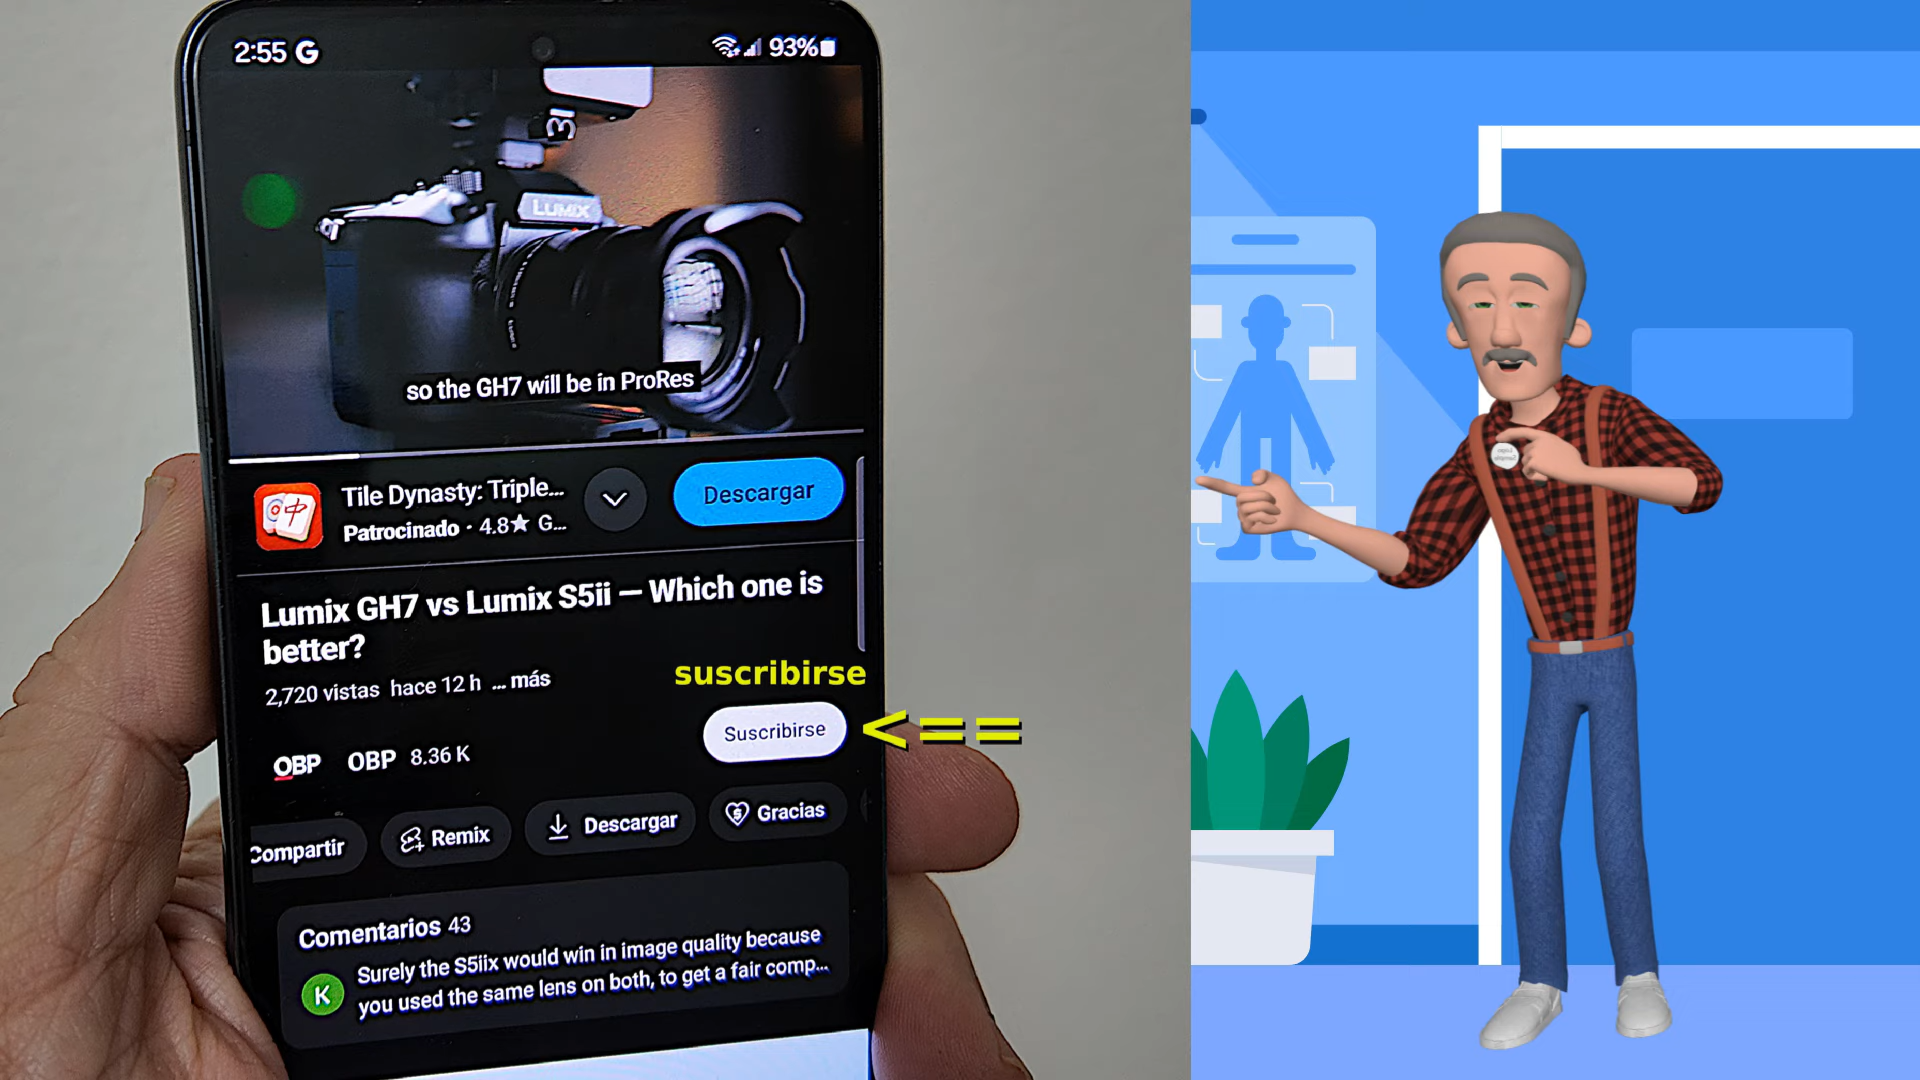 2:55 G
93%
LUMIX
so the GH7 will be in ProRes
Tile Dynasty: Triple...
Patrocinado · 4.8★ G...
Descargar
Lumix GH7 vs Lumix S5ii — Which one is
better?
2,720 vistas hace 12 h ... más
suscribirse
Suscribirse
<==
OBP OBP 8.36 K
Compartir
Remix
Descargar
Gracias
Comentarios 43
K
Surely the S5iix would win in image quality because
you used the same lens on both, to get a fair comp...